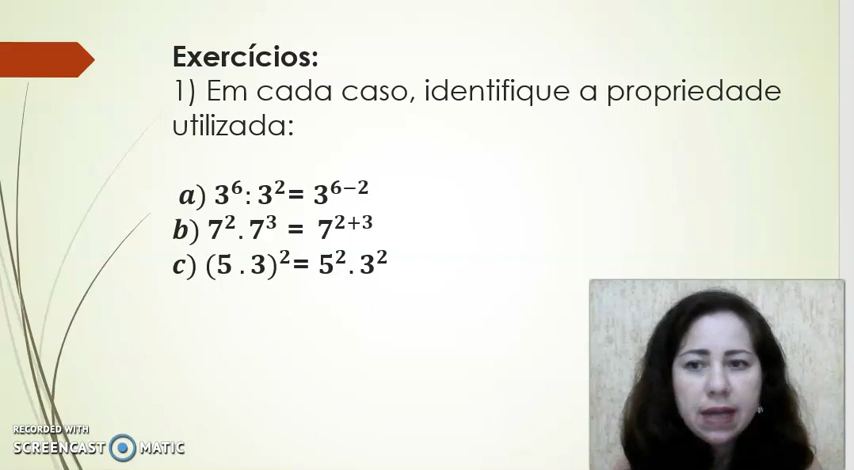 Exercícios:
1) Em cada caso, identifique a propriedade
utilizada:
a) 3⁶: 3²= 3⁶⁻²
b) 7². 7³ = 7²⁺³
c) (5 . 3)²= 5². 3²
RECORDED WITH
SCREENCAST MATIC